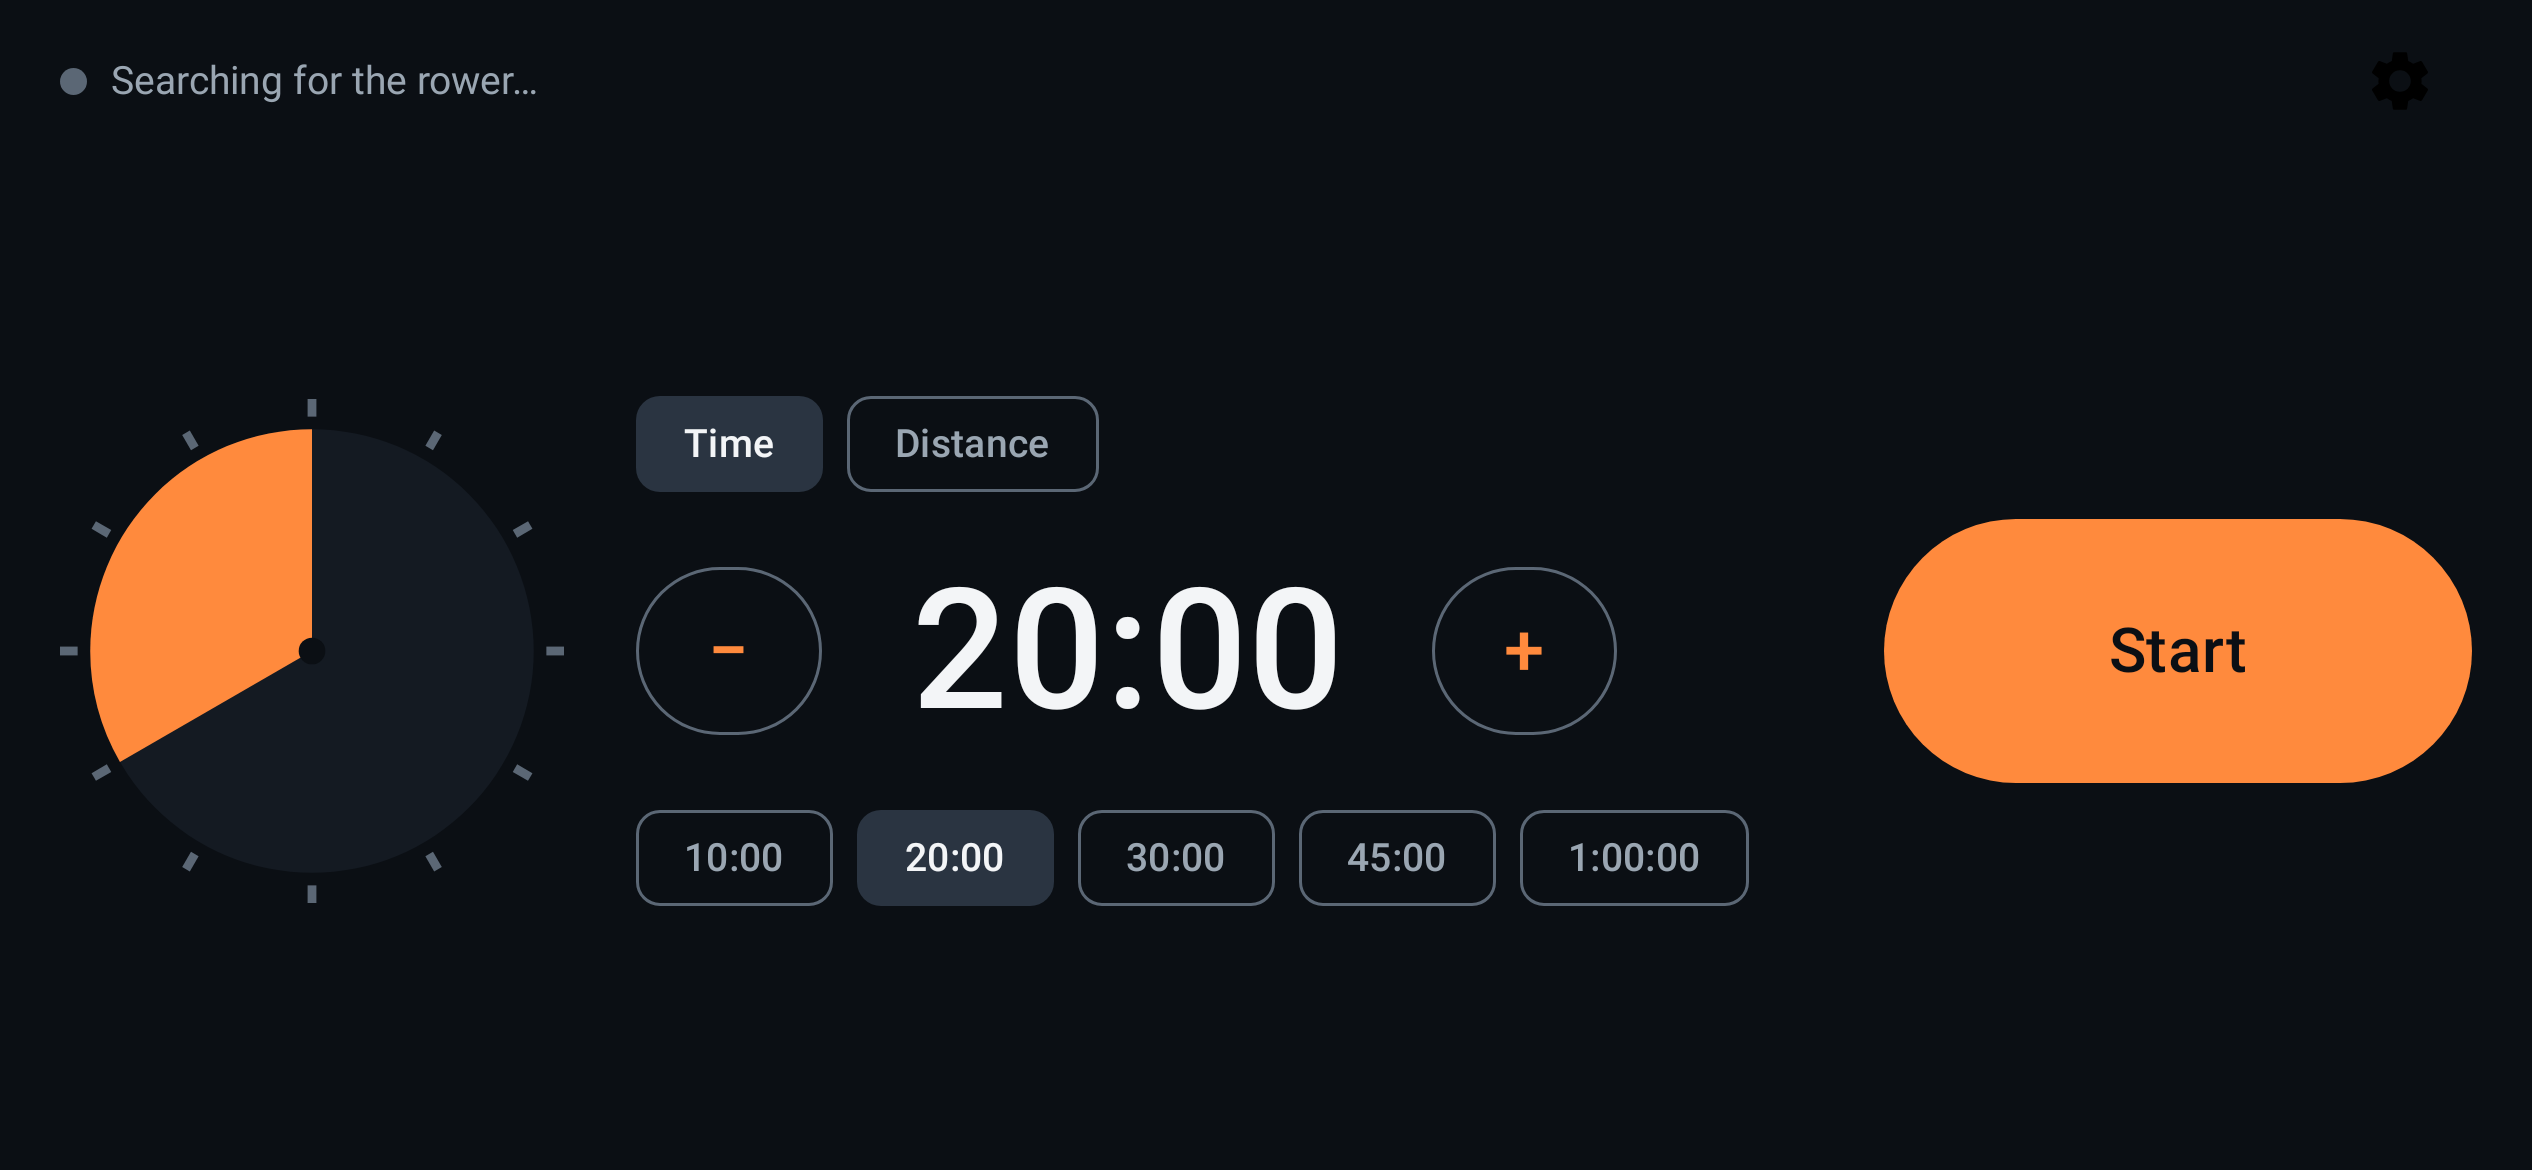 Searching for the rower…
Time Distance
− 20:00 +
Start
10:00 20:00 30:00 45:00 1:00:00